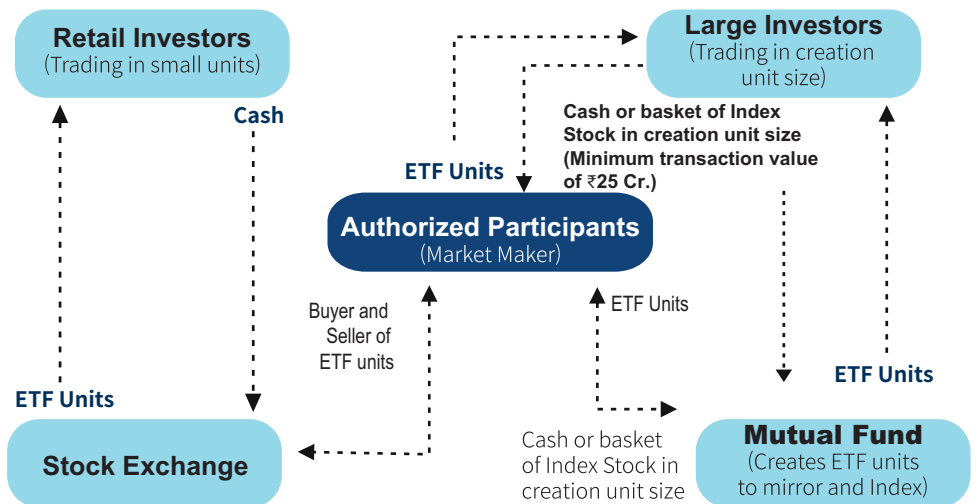 Retail Investors
(Trading in small units)
Large Investors
(Trading in creation
unit size)
Cash
Cash or basket of Index
Stock in creation unit size
(Minimum transaction value
of ₹25 Cr.)
ETF Units
Authorized Participants
(Market Maker)
Buyer and
Seller of
ETF units
ETF Units
ETF Units
ETF Units
Stock Exchange
Cash or basket
of Index Stock in
creation unit size
Mutual Fund
(Creates ETF units
to mirror and Index)